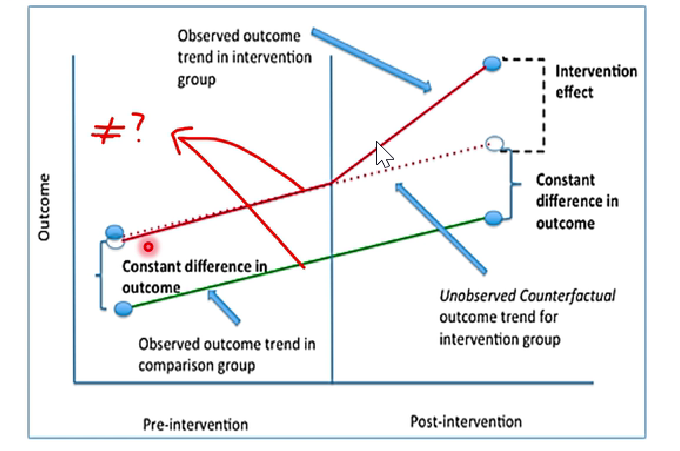 Observed outcome
trend in intervention
group
Intervention
effect
≠?
Constant
difference in
outcome
Outcome
Constant difference in
outcome
Unobserved Counterfactual
outcome trend for
intervention group
Observed outcome trend in
comparison group
Pre-intervention
Post-intervention